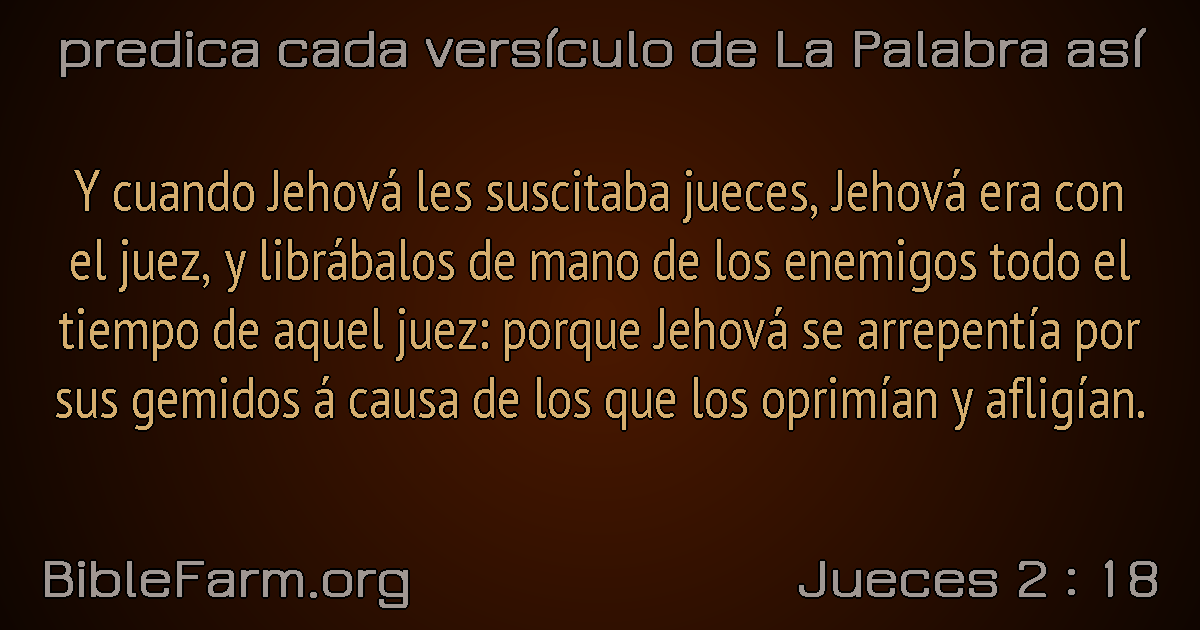 predica cada versículo de La Palabra así
Y cuando Jehová les suscitaba jueces, Jehová era con
el juez, y librábalos de mano de los enemigos todo el
tiempo de aquel juez: porque Jehová se arrepentía por
sus gemidos á causa de los que los oprimían y afligían.
BibleFarm.org
Jueces 2 : 18